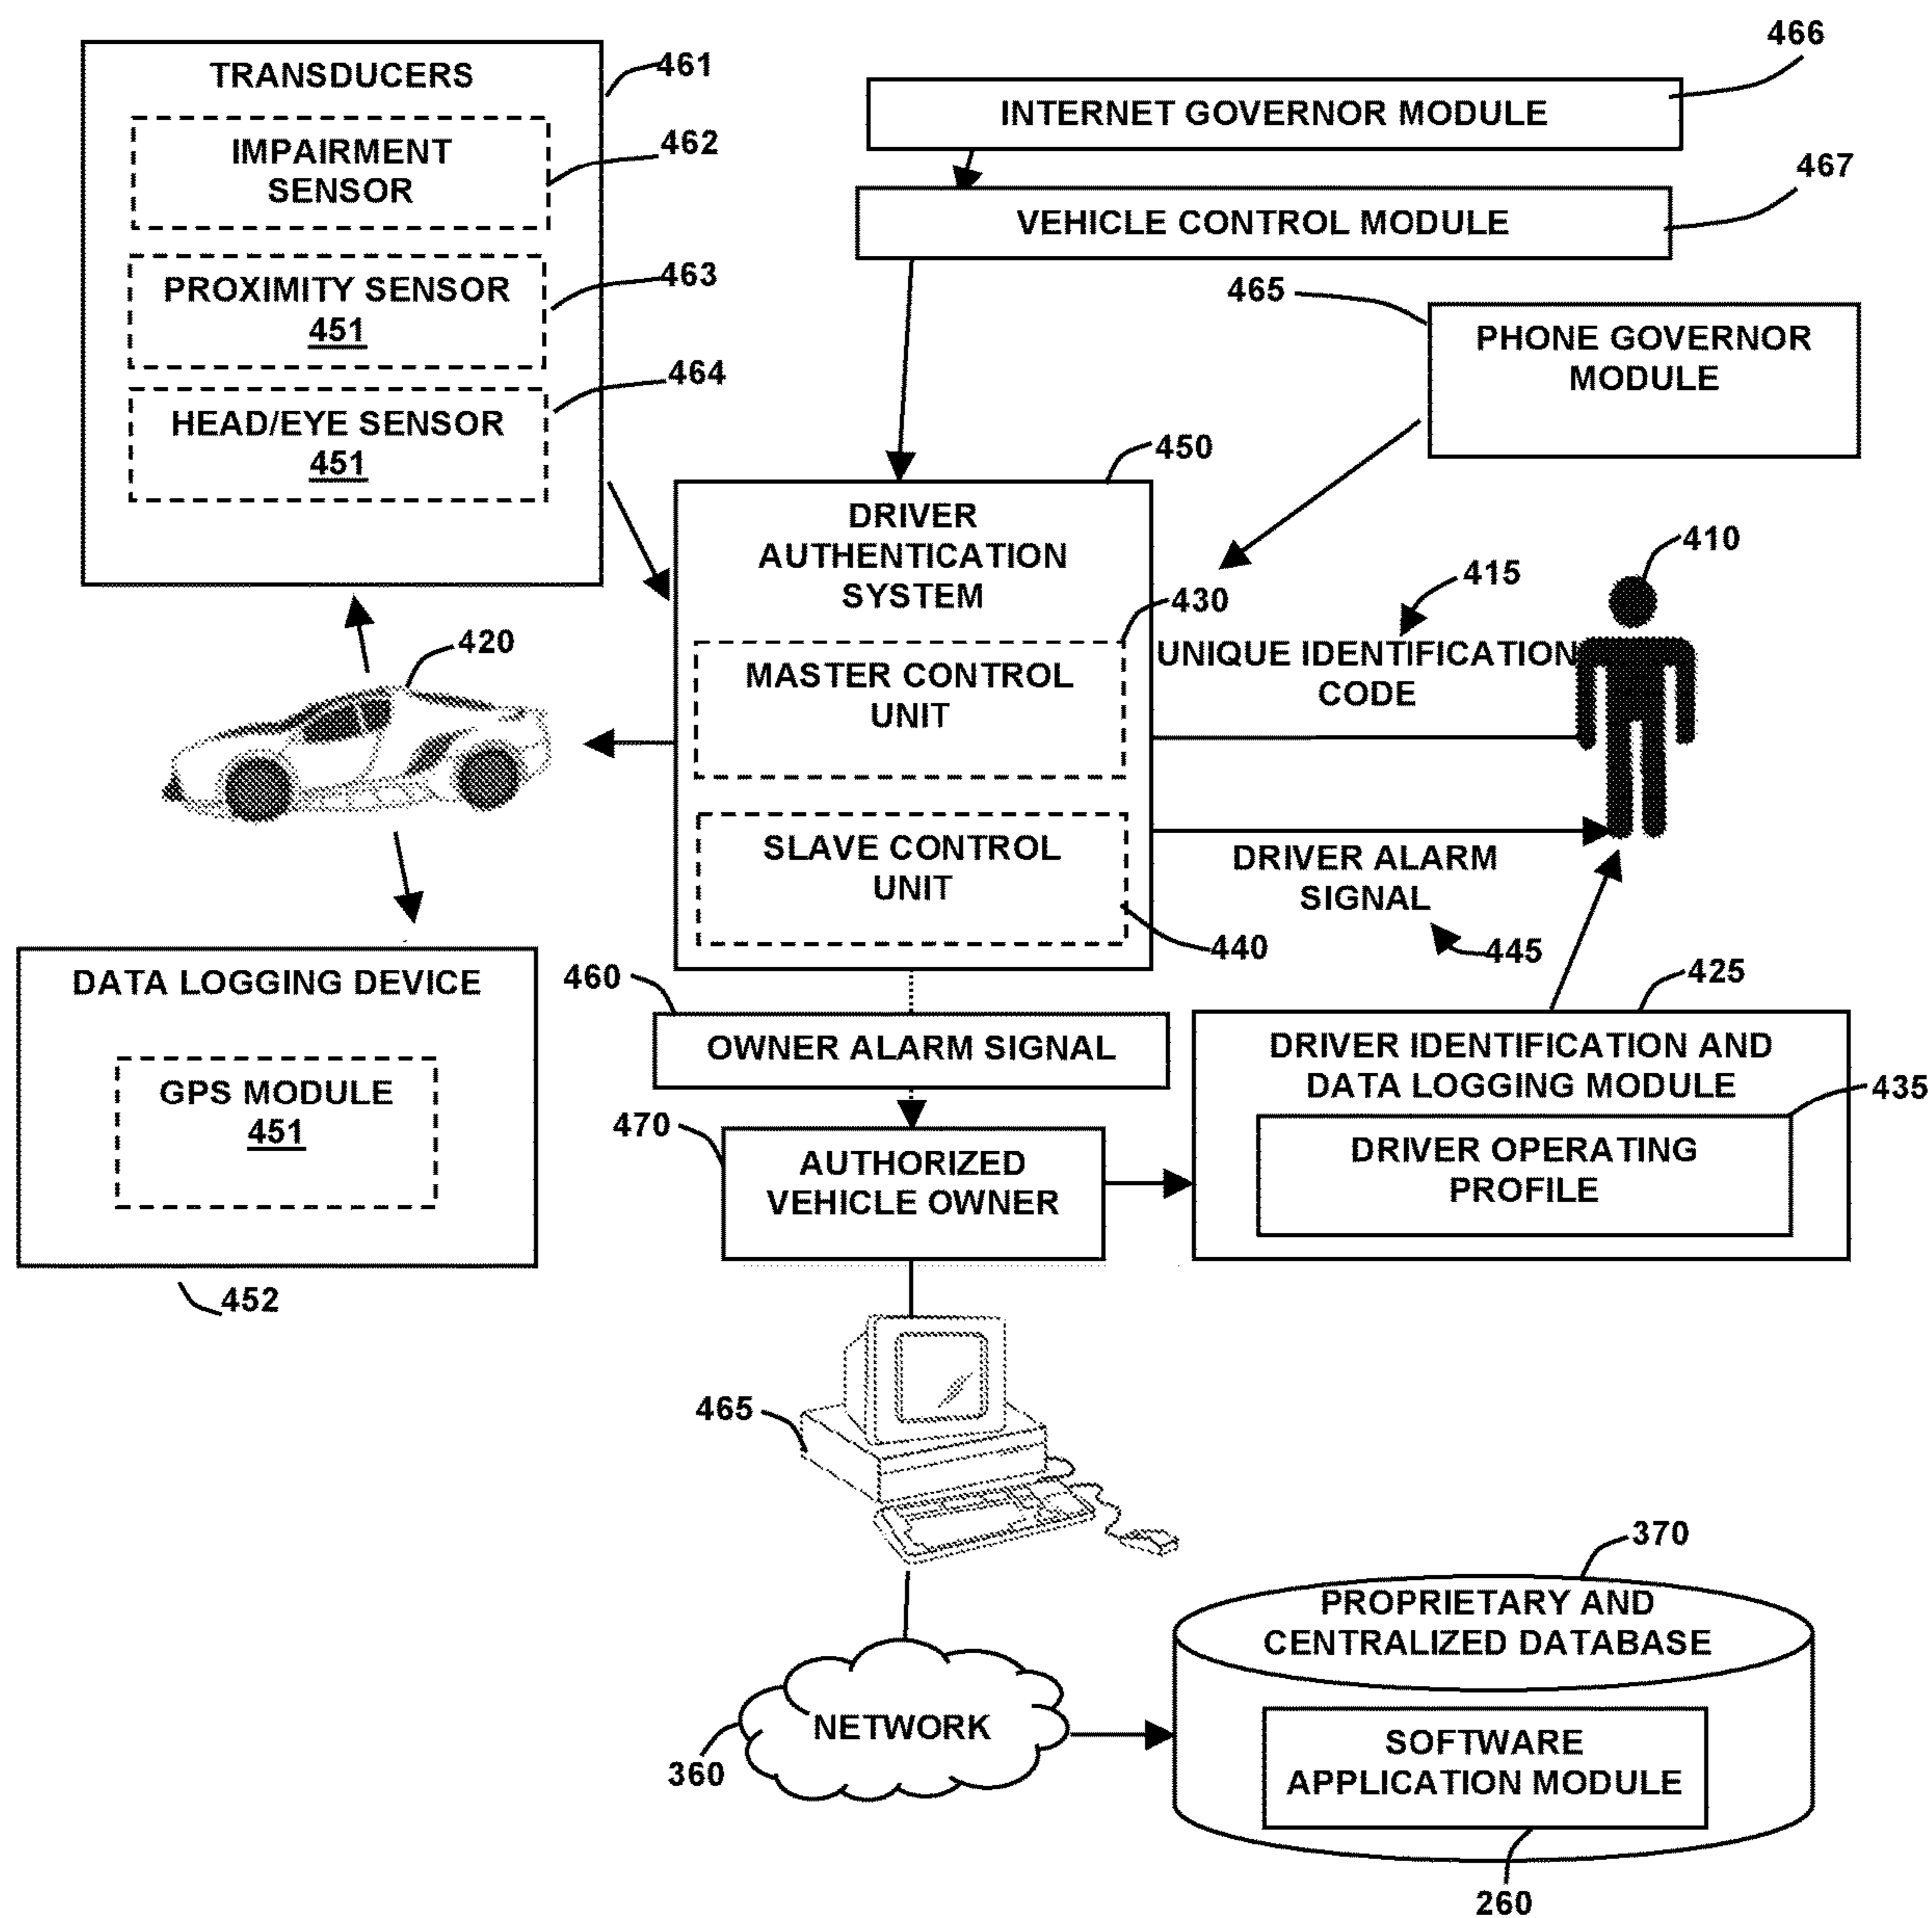 TRANSDUCERS
461
IMPAIRMENT
SENSOR
462
PROXIMITY SENSOR
451
463
HEAD/EYE SENSOR
451
464
466
INTERNET GOVERNOR MODULE
467
VEHICLE CONTROL MODULE
465
PHONE GOVERNOR
MODULE
450
DRIVER
AUTHENTICATION
SYSTEM
430
MASTER CONTROL
UNIT
SLAVE CONTROL
UNIT
440
410
415
UNIQUE IDENTIFICATION
CODE
DRIVER ALARM
SIGNAL
445
420
DATA LOGGING DEVICE
GPS MODULE
451
452
460
OWNER ALARM SIGNAL
470
AUTHORIZED
VEHICLE OWNER
425
DRIVER IDENTIFICATION AND
DATA LOGGING MODULE
435
DRIVER OPERATING
PROFILE
465
NETWORK
360
370
PROPRIETARY AND
CENTRALIZED DATABASE
SOFTWARE
APPLICATION MODULE
260